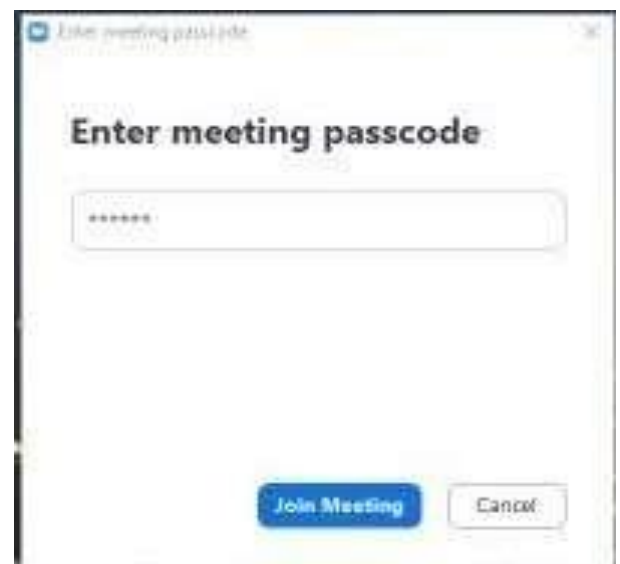 Enter meeting passcode
Enter meeting passcode
******
Join Meeting
Cancel